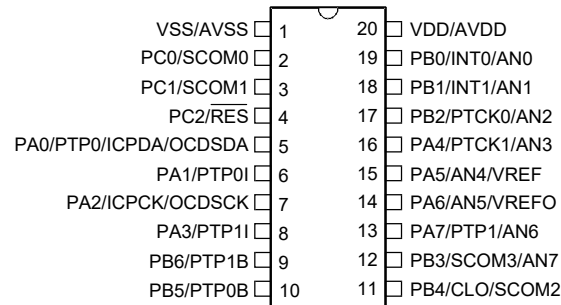 VSS/AVSS 1 20 VDD/AVDD
PC0/SCOM0 2 19 PB0/INT0/AN0
PC1/SCOM1 3 18 PB1/INT1/AN1
PC2/RES 4 17 PB2/PTCK0/AN2
PA0/PTP0/ICPDA/OCDSDA 5 16 PA4/PTCK1/AN3
PA1/PTP0I 6 15 PA5/AN4/VREF
PA2/ICPCK/OCDSCK 7 14 PA6/AN5/VREFO
PA3/PTP1I 8 13 PA7/PTP1/AN6
PB6/PTP1B 9 12 PB3/SCOM3/AN7
PB5/PTP0B 10 11 PB4/CLO/SCOM2